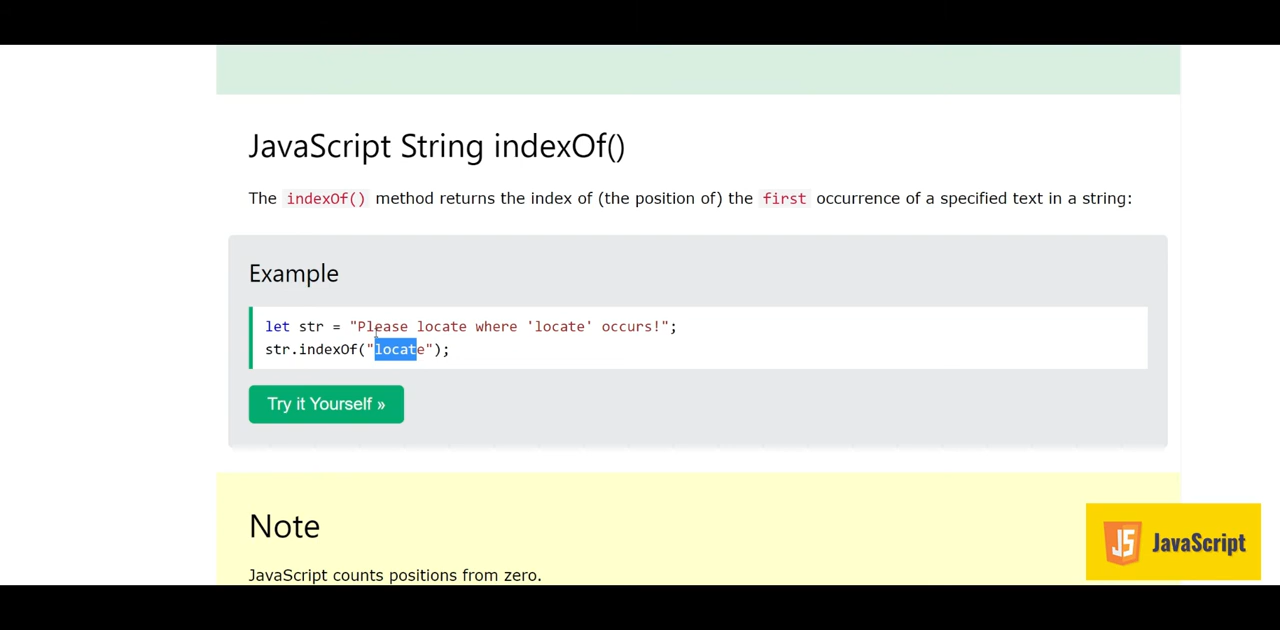 JavaScript String indexOf()
The indexOf() method returns the index of (the position of) the first occurrence of a specified text in a string:
Example
let str = "Please locate where 'locate' occurs!";
str.indexOf("locate");
Try it Yourself »
Note
JavaScript counts positions from zero.
JS JavaScript